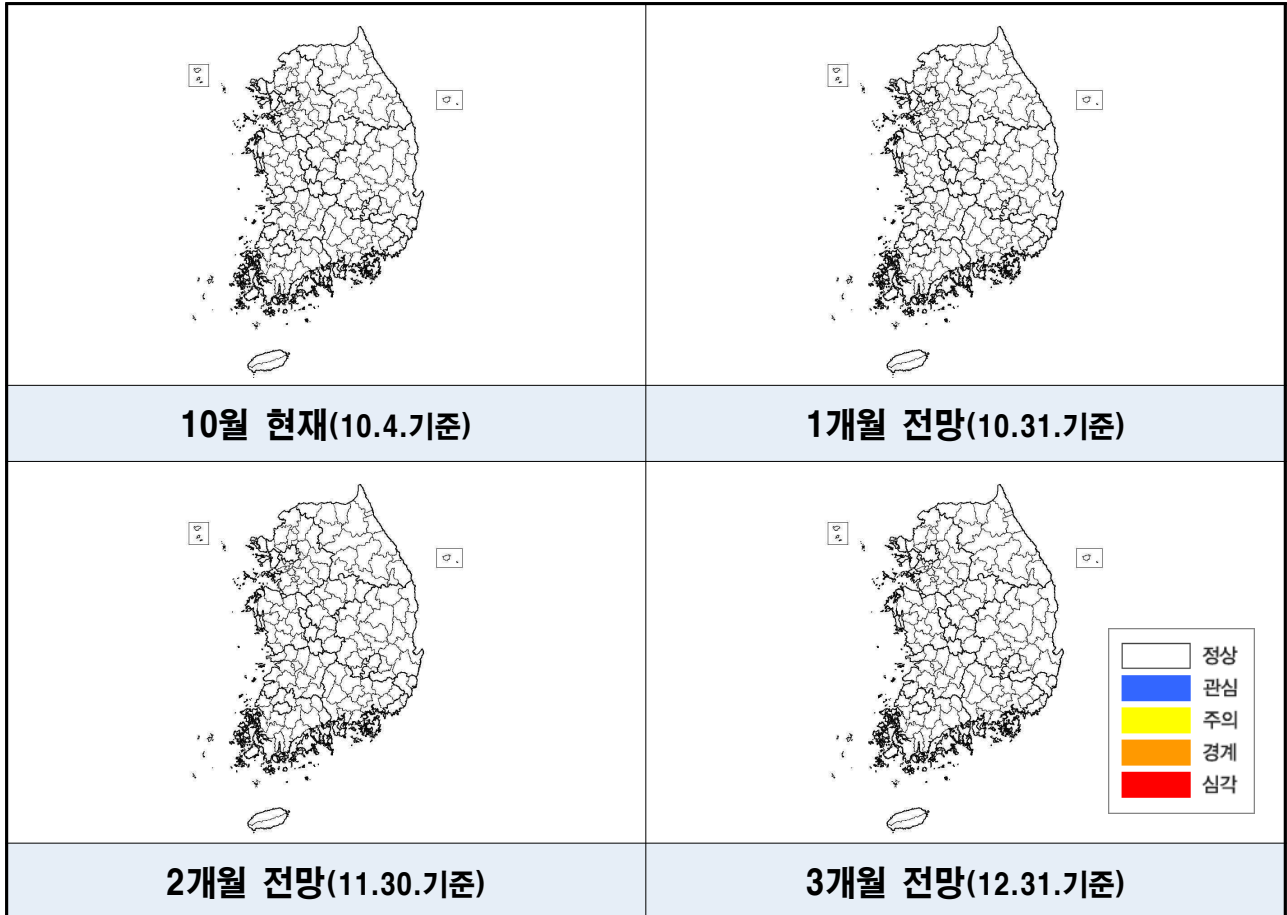 10월 현재(10.4.기준)
1개월 전망(10.31.기준)
정상
관심
주의
경계
심각
2개월 전망(11.30.기준)
3개월 전망(12.31.기준)